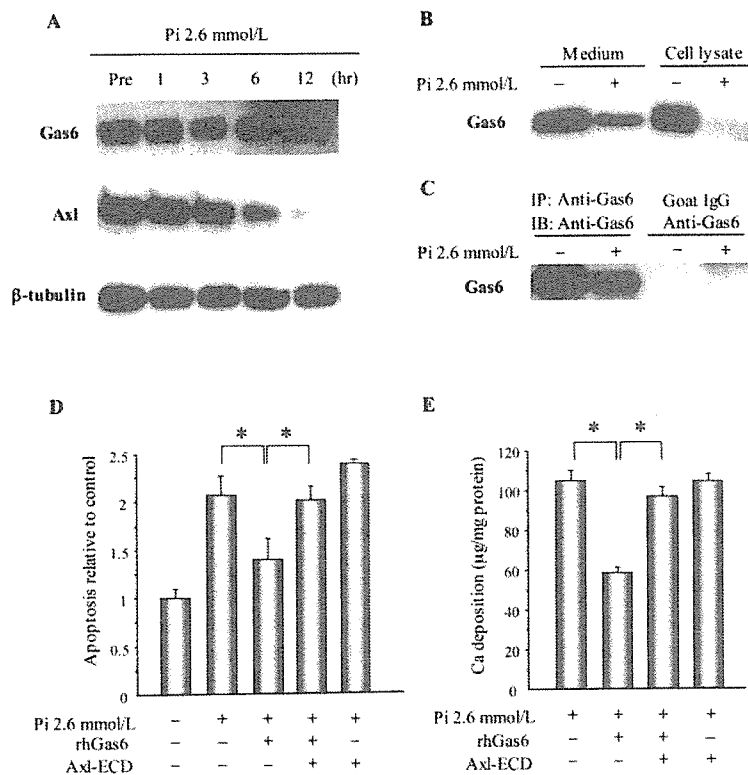 A
Pi 2.6 mmol/L
Pre 1 3 6 12 (hr)
Gas6
Axl
β-tubulin
B
Medium Cell lysate
Pi 2.6 mmol/L − + − +
Gas6
C
IP: Anti-Gas6 Goat IgG
IB: Anti-Gas6 Anti-Gas6
Pi 2.6 mmol/L − + − +
Gas6
D
* *
Apoptosis relative to control
2.5
2
1.5
1
0.5
0
Pi 2.6 mmol/L − + + + +
rhGas6 − − + + −
Axl-ECD − − − + +
E
* *
Ca deposition (µg/mg protein)
120
100
80
60
40
20
0
Pi 2.6 mmol/L + + + +
rhGas6 − + + −
Axl-ECD − − + +